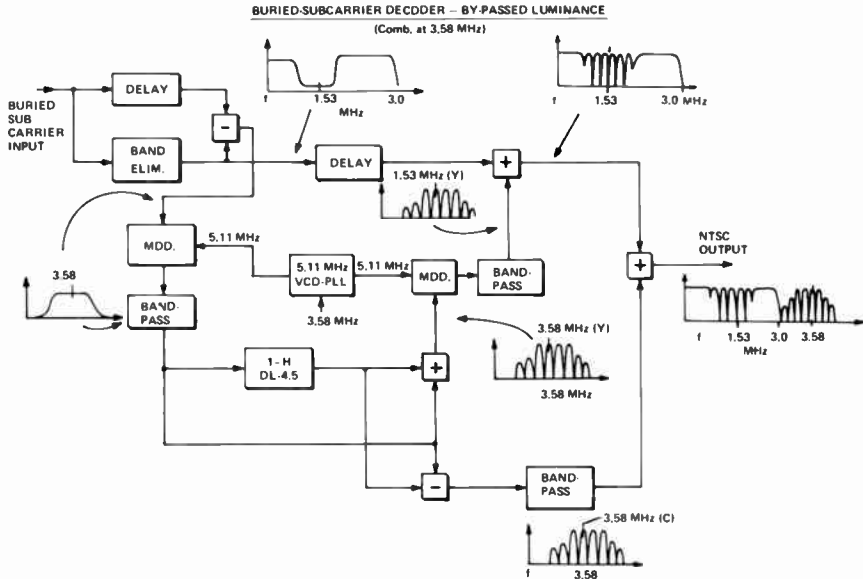 BURIED-SUBCARRIER DECDDER – BY-PASSED LUMINANCE
(Comb. at 3,58 MHz)
f
1.53
3.0
MHz
f
1.53
3.0 MHz
DELAY
BURIED
SUB
CARRIER
INPUT
–
BAND
ELIM.
DELAY
+
1.53 MHz (Y)
MDD.
5,11 MHz
5,11 MHz
VCD-PLL
5,11 MHz
MDD.
BAND-
PASS
+
NTSC
OUTPUT
3.58
BAND-
PASS
3,58 MHz
f
1.53
3.0
3.58
MHz
3.58 MHz (Y)
3.58 MHz
1-H
DL-4.5
+
–
BAND-
PASS
3,58 MHz (C)
f
3.58